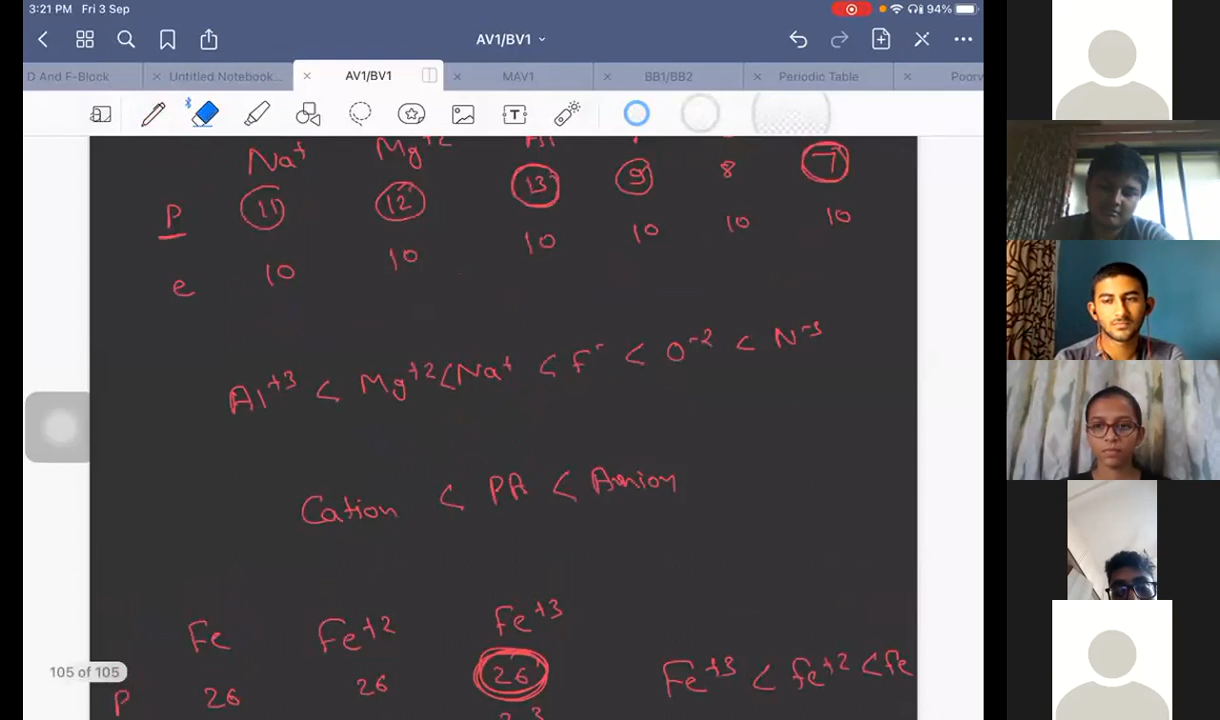 3:21 PM Fri 3 Sep 94%
AV1/BV1
D And F-Block Untitled Notebook... AV1/BV1 MAV1 BB1/BB2 Periodic Table Poorv
T
Na+ Mg+2 Al
P 11 12 13 9 8 7
e 10 10 10 10 10 10
Al+3 < Mg+2 < Na+ < F- < O-2 < N-3
Cation < PA < Anion
Fe Fe+2 Fe+3
105 of 105
P 26 26 26 Fe+3 < Fe+2 < Fe
23